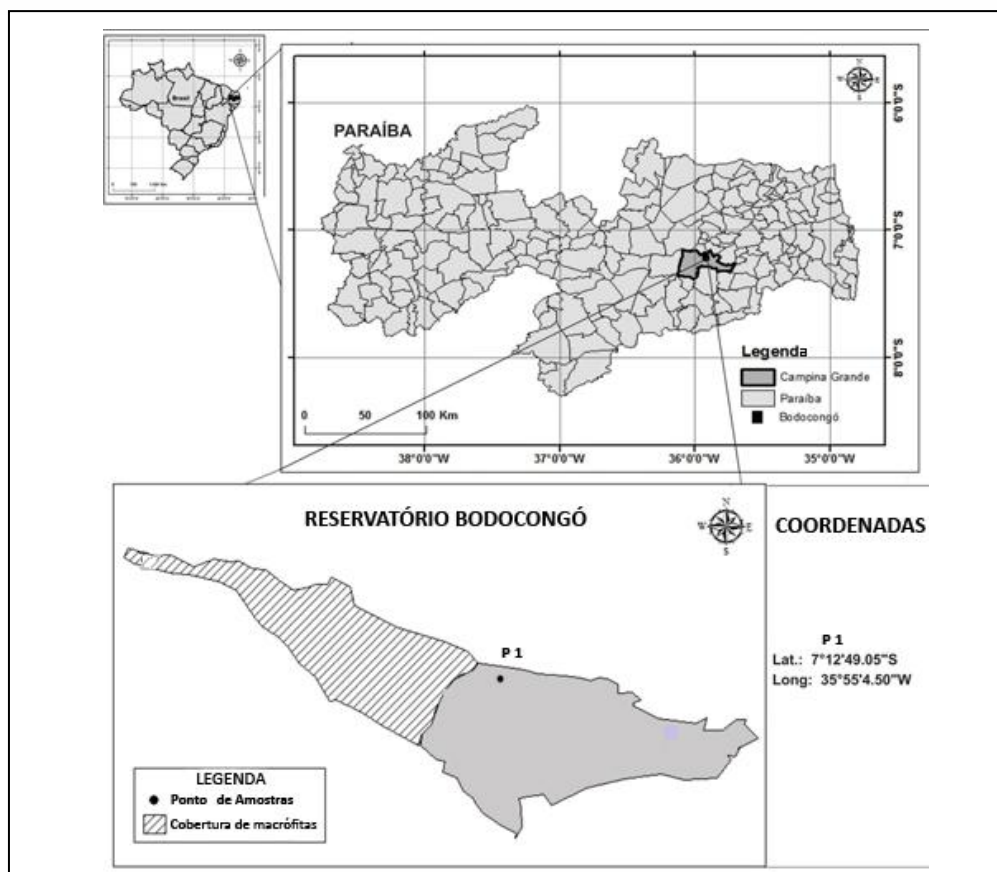 Brasil
N
PARAÍBA
6°0'0"S
7°0'0"S
8°0'0"S
Legenda
Campina Grande
Paraíba
Bodocongó
0 50 100 Km
38°0'0"W 37°0'0"W 36°0'0"W 35°0'0"W
RESERVATÓRIO BODOCONGÓ
N
W E
S
COORDENADAS
P 1
P 1
Lat.: 7°12'49.05"S
Long: 35°55'4.50"W
LEGENDA
Ponto de Amostras
Cobertura de macrófitas